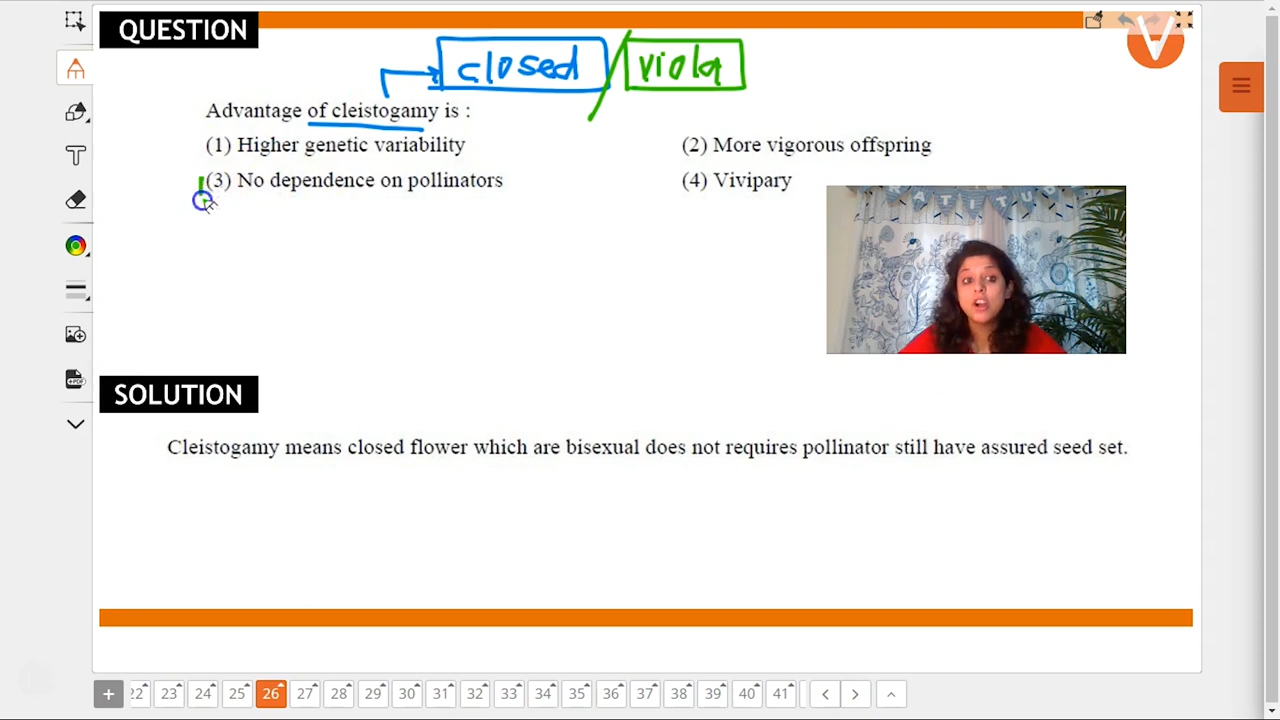 QUESTION
closed
viola
Advantage of cleistogamy is :
(1) Higher genetic variability
(2) More vigorous offspring
(3) No dependence on pollinators
(4) Vivipary
SOLUTION
Cleistogamy means closed flower which are bisexual does not requires pollinator still have assured seed set.
22 23 24 25 26 27 28 29 30 31 32 33 34 35 36 37 38 39 40 41